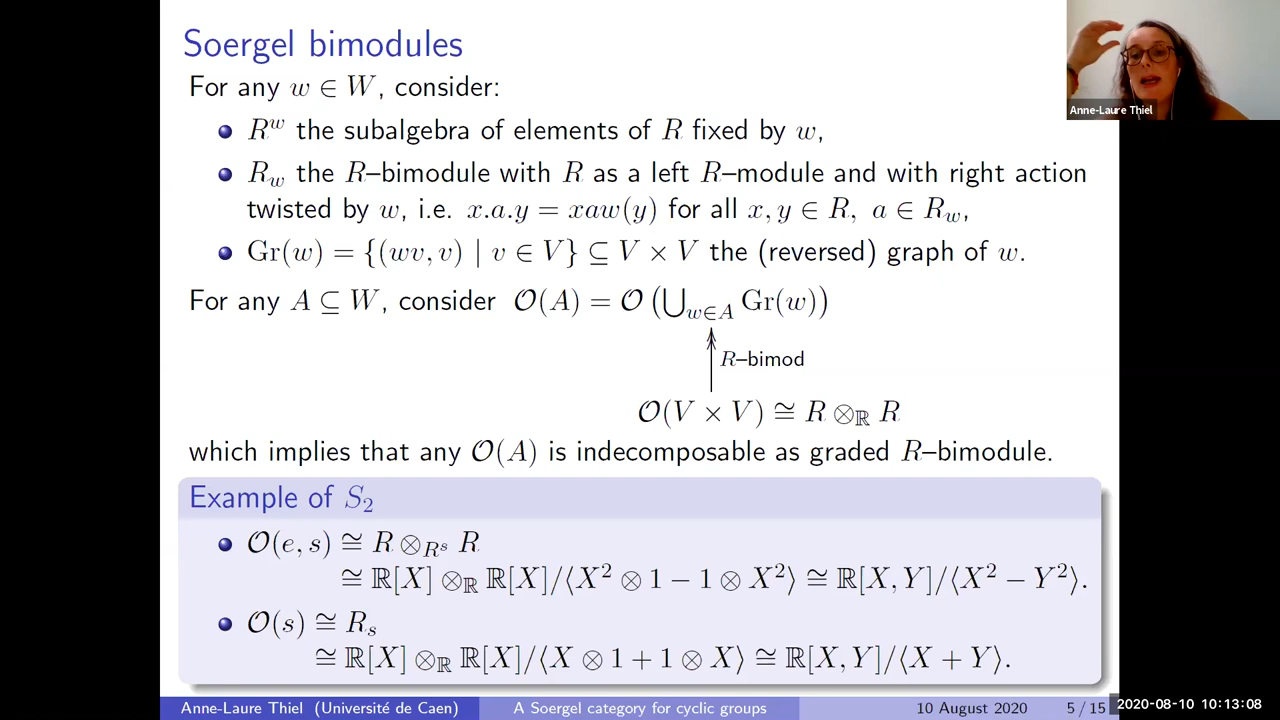 Soergel bimodules
For any w ∈ W, consider:
R^w the subalgebra of elements of R fixed by w,
R_w the R–bimodule with R as a left R–module and with right action
twisted by w, i.e. x.a.y = xaw(y) for all x, y ∈ R, a ∈ R_w,
Gr(w) = {(wv, v) | v ∈ V} ⊆ V × V the (reversed) graph of w.
For any A ⊆ W, consider 𝒪(A) = 𝒪(⋃_{w∈A} Gr(w))
R–bimod
𝒪(V × V) ≅ R ⊗_ℝ R
which implies that any 𝒪(A) is indecomposable as graded R–bimodule.
Example of S_2
𝒪(e, s) ≅ R ⊗_{R^s} R
≅ ℝ[X] ⊗_ℝ ℝ[X]/⟨X² ⊗ 1 − 1 ⊗ X²⟩ ≅ ℝ[X, Y]/⟨X² − Y²⟩.
𝒪(s) ≅ R_s
≅ ℝ[X] ⊗_ℝ ℝ[X]/⟨X ⊗ 1 + 1 ⊗ X⟩ ≅ ℝ[X, Y]/⟨X + Y⟩.
Anne-Laure Thiel (Université de Caen) A Soergel category for cyclic groups 10 August 2020 5 / 15
Anne-Laure Thiel
2020-08-10 10:13:08